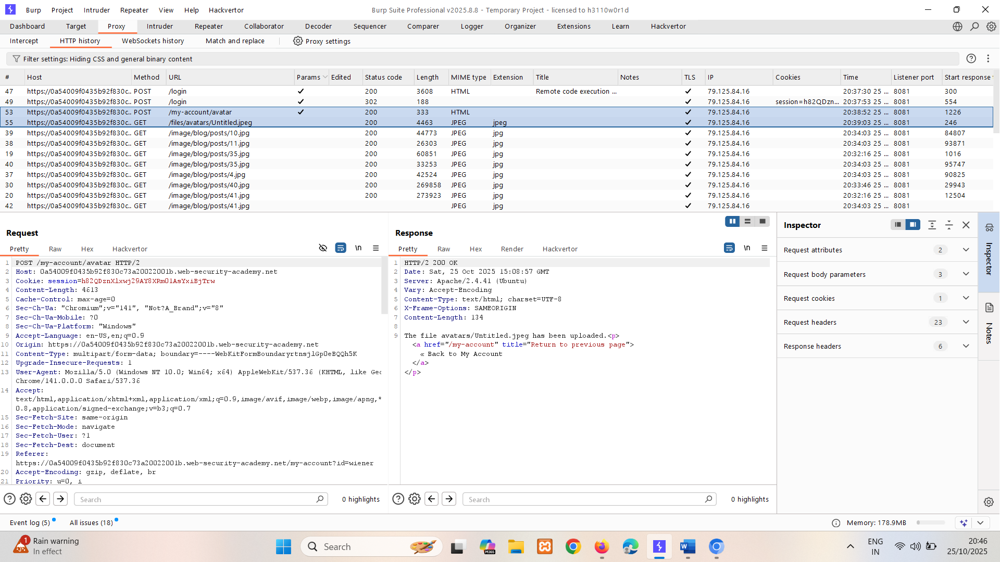 Burp Project Intruder Repeater View Help Hackvertor Burp Suite Professional v2025.8.8 - Temporary Project - licensed to h3110w0r1d
Dashboard Target Proxy Intruder Repeater Collaborator Decoder Sequencer Comparer Logger Organizer Extensions Learn Hackvertor
Intercept HTTP history WebSockets history Match and replace Proxy settings
Filter settings: Hiding CSS and general binary content
# Host Method URL Params Edited Status code Length MIME type Extension Title Notes TLS IP Cookies Time Listener port Start response
47 https://0a54009f0435b92f830c... POST /login ✓ 200 3608 HTML Remote code execution ... ✓ 79.125.84.16 20:37:30 25 ... 8081 300
49 https://0a54009f0435b92f830c... POST /login ✓ 302 188 ✓ 79.125.84.16 session=h82QDzn... 20:37:53 25 ... 8081 554
53 https://0a54009f0435b92f830c... POST /my-account/avatar ✓ 200 333 HTML ✓ 79.125.84.16 20:38:52 25 ... 8081 1226
55 https://0a54009f0435b92f830c... GET /files/avatars/Untitled.jpeg 200 4463 JPEG jpeg ✓ 79.125.84.16 20:39:03 25 ... 8081 246
39 https://0a54009f0435b92f830c... GET /image/blog/posts/10.jpg 200 44773 JPEG jpg ✓ 79.125.84.16 20:34:03 25 ... 8081 84807
38 https://0a54009f0435b92f830c... GET /image/blog/posts/11.jpg 200 26303 JPEG jpg ✓ 79.125.84.16 20:34:03 25 ... 8081 93871
19 https://0a54009f0435b92f830c... GET /image/blog/posts/35.jpg 200 60851 JPEG jpg ✓ 79.125.84.16 20:32:16 25 ... 8081 1016
40 https://0a54009f0435b92f830c... GET /image/blog/posts/35.jpg 200 33253 JPEG jpg ✓ 79.125.84.16 20:34:03 25 ... 8081 95747
37 https://0a54009f0435b92f830c... GET /image/blog/posts/4.jpg 200 42524 JPEG jpg ✓ 79.125.84.16 20:34:03 25 ... 8081 90825
30 https://0a54009f0435b92f830c... GET /image/blog/posts/40.jpg 200 269858 JPEG jpg ✓ 79.125.84.16 20:33:46 25 ... 8081 29943
20 https://0a54009f0435b92f830c... GET /image/blog/posts/41.jpg 200 273923 JPEG jpg ✓ 79.125.84.16 20:32:16 25 ... 8081 12504
42 https://0a54009f0435b92f830c... GET /image/blog/posts/41.jpg JPEG jpg ✓ 79.125.84.16 20:34:03 25 ... 8081
Request
Pretty Raw Hex Hackvertor \n
1 POST /my-account/avatar HTTP/2
2 Host: 0a54009f0435b92f830c73a20022001b.web-security-academy.net
3 Cookie: session=h82QDznXlxwj29AY8XRmO1AsYxiBjTrw
4 Content-Length: 4613
5 Cache-Control: max-age=0
6 Sec-Ch-Ua: "Chromium";v="141", "Not?A_Brand";v="8"
7 Sec-Ch-Ua-Mobile: ?0
8 Sec-Ch-Ua-Platform: "Windows"
9 Accept-Language: en-US,en;q=0.9
10 Origin: https://0a54009f0435b92f830c73a20022001b.web-security-academy.net
11 Content-Type: multipart/form-data; boundary=----WebKitFormBoundaryrtnsjlGpOeBQQh5K
12 Upgrade-Insecure-Requests: 1
13 User-Agent: Mozilla/5.0 (Windows NT 10.0; Win64; x64) AppleWebKit/537.36 (KHTML, like Gec
Chrome/141.0.0.0 Safari/537.36
14 Accept:
text/html,application/xhtml+xml,application/xml;q=0.9,image/avif,image/webp,image/apng,*
0.8,application/signed-exchange;v=b3;q=0.7
15 Sec-Fetch-Site: same-origin
16 Sec-Fetch-Mode: navigate
17 Sec-Fetch-User: ?1
18 Sec-Fetch-Dest: document
19 Referer:
https://0a54009f0435b92f830c73a20022001b.web-security-academy.net/my-account?id=wiener
20 Accept-Encoding: gzip, deflate, br
21 Priority: u=0, i
Search 0 highlights
Response
Pretty Raw Hex Render Hackvertor \n
1 HTTP/2 200 OK
2 Date: Sat, 25 Oct 2025 15:08:57 GMT
3 Server: Apache/2.4.41 (Ubuntu)
4 Vary: Accept-Encoding
5 Content-Type: text/html; charset=UTF-8
6 X-Frame-Options: SAMEORIGIN
7 Content-Length: 134
8
9 The file avatars/Untitled.jpeg has been uploaded.<p>
<a href="/my-account" title="Return to previous page">
« Back to My Account
</a>
</p>
Search 0 highlights
Inspector
Request attributes 2
Request body parameters 3
Request cookies 1
Request headers 23
Response headers 6
Inspector
Notes
Event log (5) All issues (18) Memory: 178.9MB
1 Rain warning
In effect
Search
M365
W
ENG
IN
20:46
25/10/2025